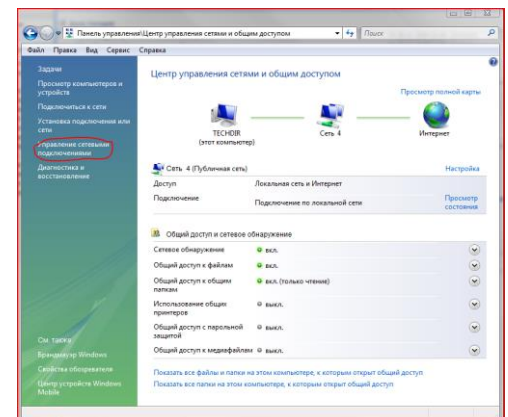 Панель управления\Центр управления сетями и общим доступом
Поиск
Файл Правка Вид Сервис Справка
Задачи
Просмотр компьютеров и
устройств
Подключиться к сети
Установка подключения или
сети
Управление сетевыми
подключениями
Диагностика и
восстановление
См. также
Брандмауэр Windows
Свойства обозревателя
Центр устройств Windows
Mobile
Центр управления сетями и общим доступом
Просмотр полной карты
TECHDIR
(этот компьютер)
Сеть 4
Интернет
Сеть 4 (Публичная сеть)
Настройка
Доступ
Локальная сеть и Интернет
Подключение
Подключение по локальной сети
Просмотр
состояния
Общий доступ и сетевое обнаружение
Сетевое обнаружение
вкл.
Общий доступ к файлам
вкл.
Общий доступ к общим
папкам
вкл. (только чтение)
Использование общих
принтеров
выкл.
Общий доступ с парольной
защитой
выкл.
Общий доступ к медиафайлам
выкл.
Показать все файлы и папки на этом компьютере, к которым открыт общий доступ
Показать все папки на этом компьютере, к которым открыт общий доступ